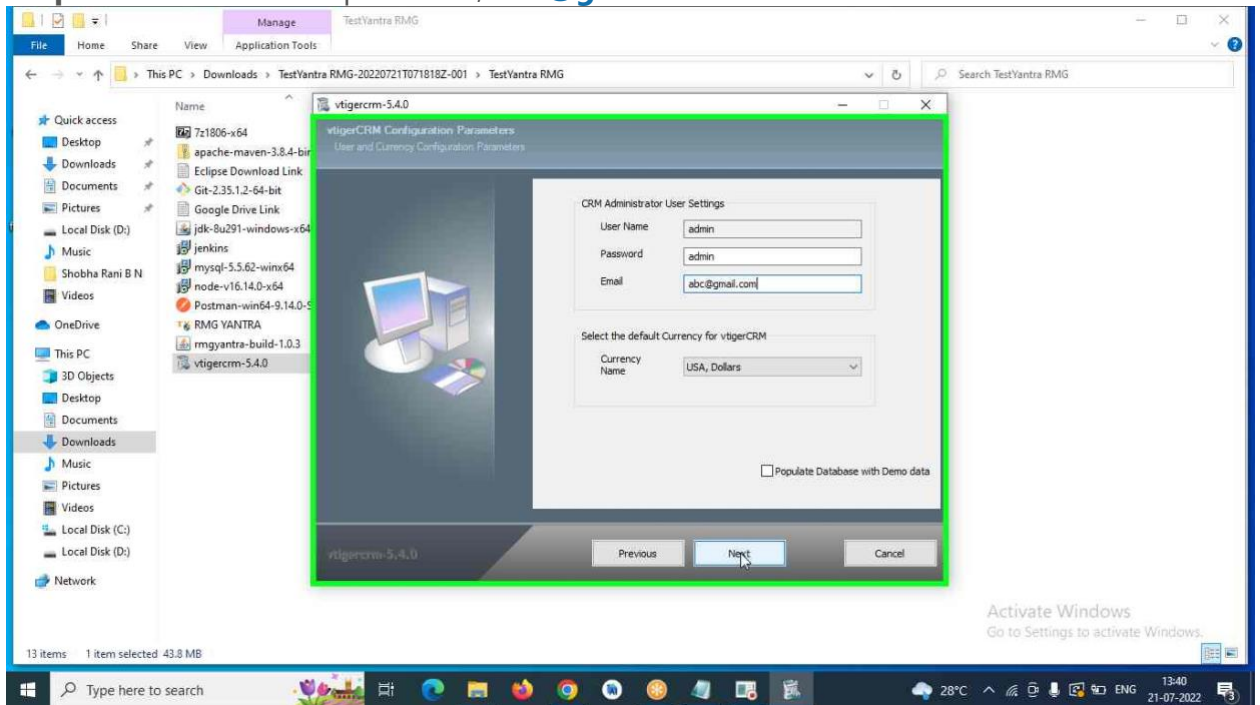 Manage
TestYantra RMG
File
Home
Share
View
Application Tools
This PC > Downloads > TestYantra RMG-20220721T071818Z-001 > TestYantra RMG
Search TestYantra RMG
Quick access
Desktop
Downloads
Documents
Pictures
Local Disk (D:)
Music
Shobha Rani B N
Videos
OneDrive
This PC
3D Objects
Desktop
Documents
Downloads
Music
Pictures
Videos
Local Disk (C:)
Local Disk (D:)
Network
Name
7z1806-x64
apache-maven-3.8.4-bin
Eclipse Download Link
Git-2.35.1.2-64-bit
Google Drive Link
jdk-8u291-windows-x64
jenkins
mysql-5.5.62-winx64
node-v16.14.0-x64
Postman-win64-9.14.0-S
RMG YANTRA
rmgyantra-build-1.0.3
vtigercrm-5.4.0
vtigercrm-5.4.0
vtigerCRM Configuration Parameters
User and Currency Configuration Parameters
CRM Administrator User Settings
User Name admin
Password admin
Email abc@gmail.com
Select the default Currency for vtigerCRM
Currency
Name
USA, Dollars
Populate Database with Demo data
vtigercrm-5.4.0
Previous
Next
Cancel
Activate Windows
Go to Settings to activate Windows.
13 items 1 item selected 43.8 MB
Type here to search
28°C
ENG
13:40
21-07-2022